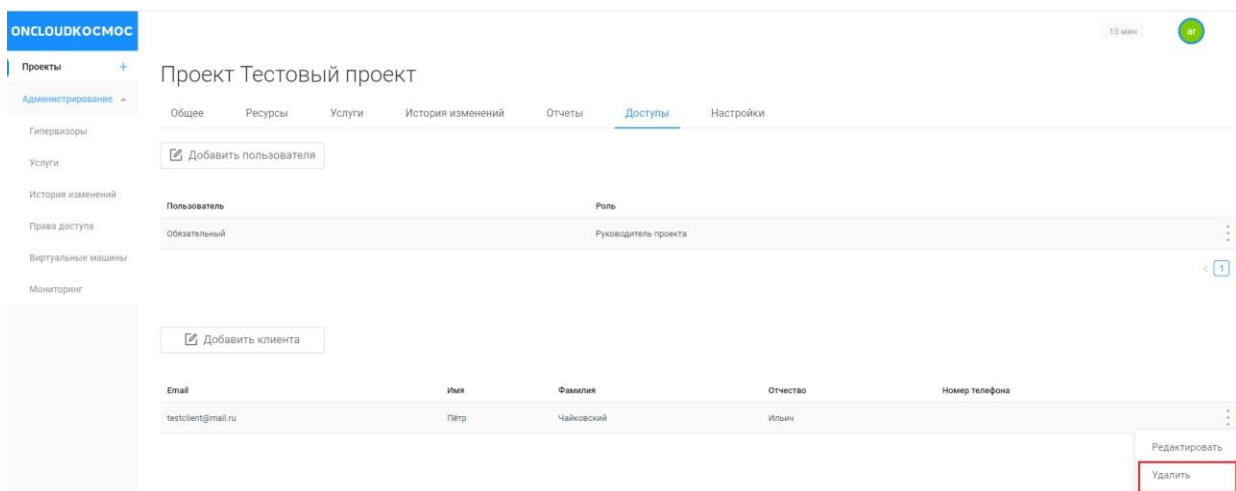 ONCLOUDКОСМОС
13 мин
ar
Проекты +
Администрирование
Гипервизоры
Услуги
История изменений
Права доступа
Виртуальные машины
Мониторинг
Проект Тестовый проект
Общее Ресурсы Услуги История изменений Отчеты Доступы Настройки
Добавить пользователя
Пользователь Роль
Обязательный Руководитель проекта
< 1
Добавить клиента
Email Имя Фамилия Отчество Номер телефона
testclient@mail.ru Пётр Чайковский Ильич
Редактировать
Удалить